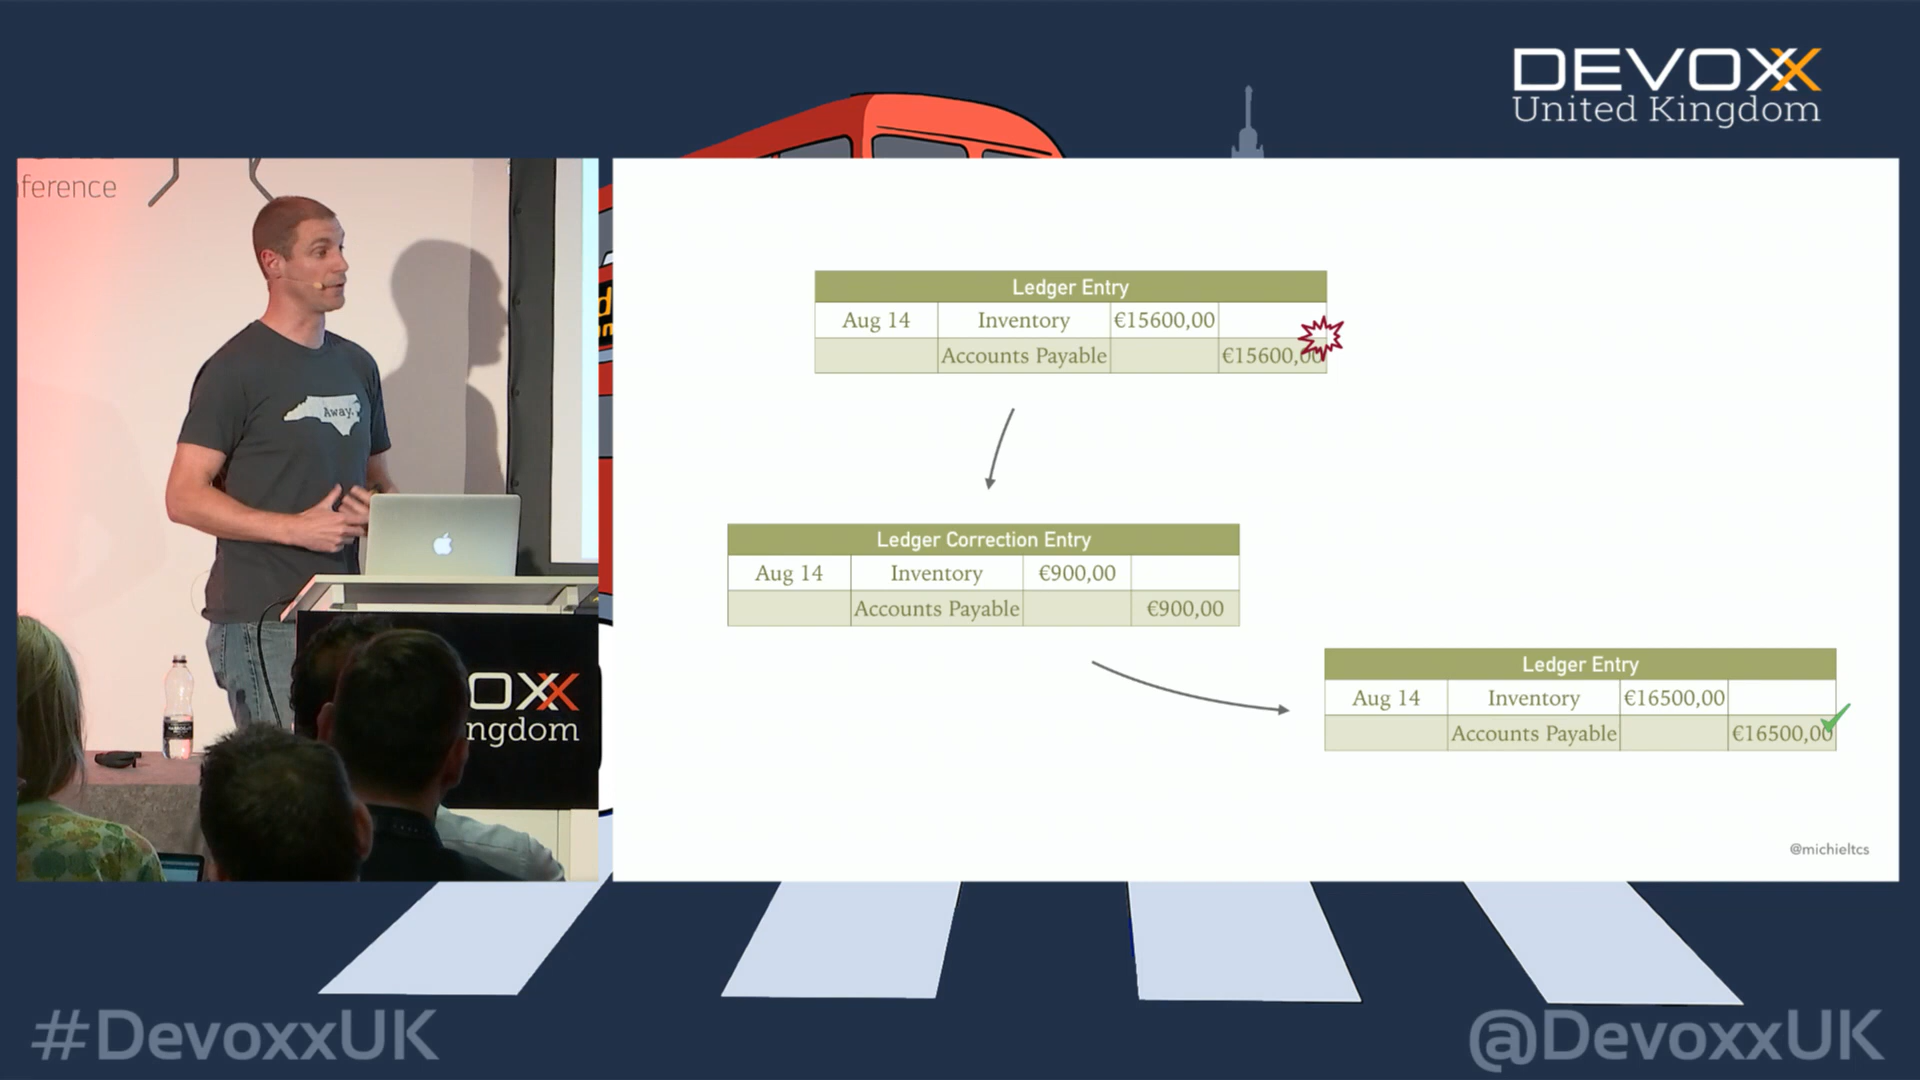 DEVOXX
United Kingdom
ference
Away.
OXX
ngdom
Ledger Entry
Aug 14 Inventory €15600,00
Accounts Payable €15600,00
Ledger Correction Entry
Aug 14 Inventory €900,00
Accounts Payable €900,00
Ledger Entry
Aug 14 Inventory €16500,00
Accounts Payable €16500,00
@michieltcs
#DevoxxUK
@DevoxxUK